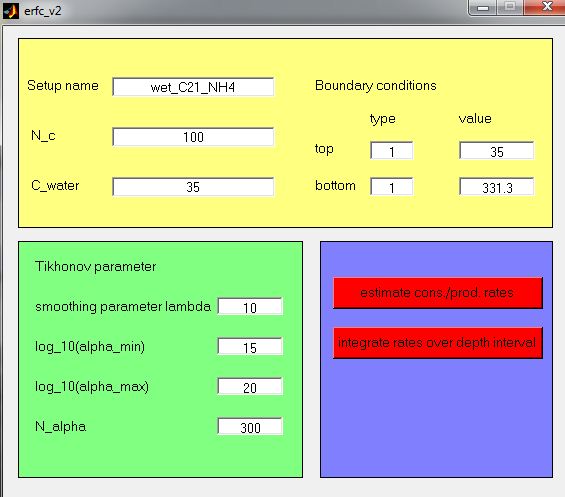 erfc_v2
Setup name wet_C21_NH4
Boundary conditions
type value
N_c 100
top 1 35
C_water 35
bottom 1 331.3
Tikhonov parameter
smoothing parameter lambda 10
log_10(alpha_min) 15
log_10(alpha_max) 20
N_alpha 300
estimate cons./prod. rates
integrate rates over depth interval